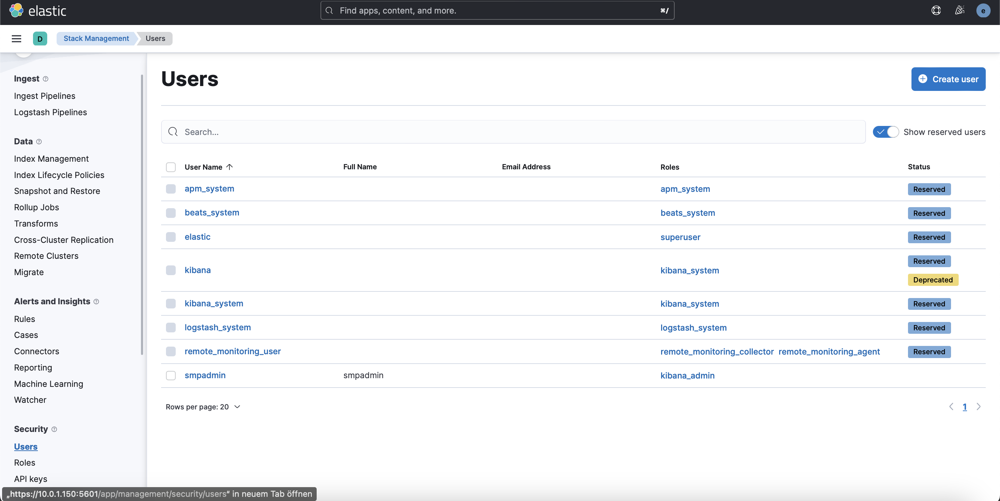 elastic
Find apps, content, and more.
⌘/
e
D
Stack Management
Users
Ingest
Ingest Pipelines
Logstash Pipelines
Data
Index Management
Index Lifecycle Policies
Snapshot and Restore
Rollup Jobs
Transforms
Cross-Cluster Replication
Remote Clusters
Migrate
Alerts and Insights
Rules
Cases
Connectors
Reporting
Machine Learning
Watcher
Security
Users
Roles
API keys
Users
Create user
Search...
Show reserved users
User Name Full Name Email Address Roles Status
apm_system apm_system Reserved
beats_system beats_system Reserved
elastic superuser Reserved
kibana kibana_system Reserved
Deprecated
kibana_system kibana_system Reserved
logstash_system logstash_system Reserved
remote_monitoring_user remote_monitoring_collector remote_monitoring_agent Reserved
smpadmin smpadmin kibana_admin
Rows per page: 20
1
„https://10.0.1.150:5601/app/management/security/users“ in neuem Tab öffnen